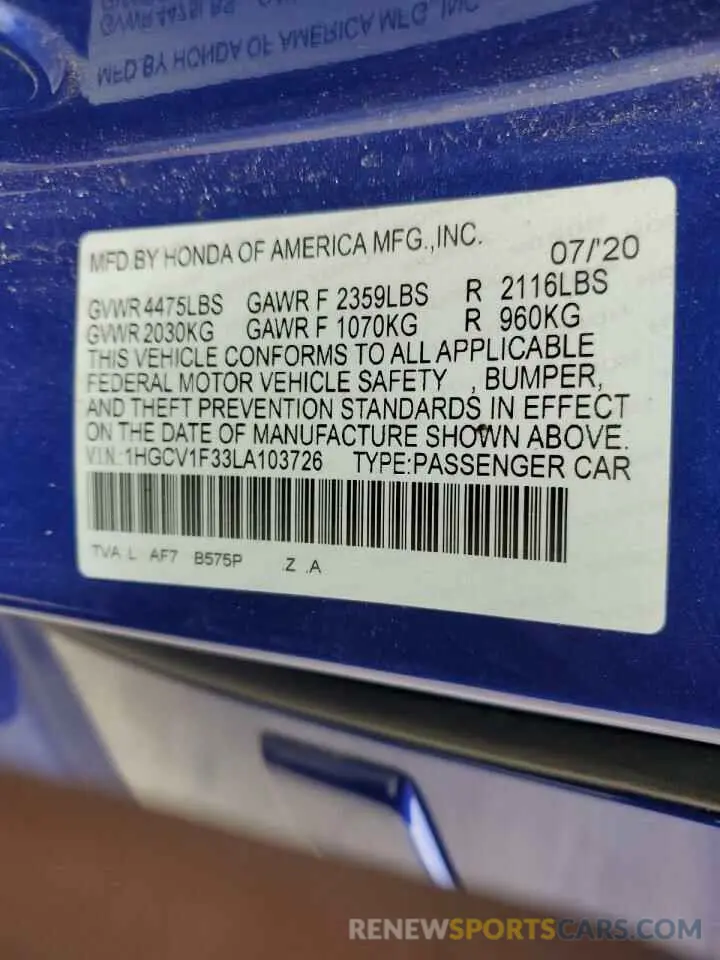 GVWR 4475LBS
MFD BY HONDA OF AMERICA MFG., INC.
MFD.BY HONDA OF AMERICA MFG.,INC. 07/'20
GVWR 4475LBS GAWR F 2359LBS R 2116LBS
GVWR 2030KG GAWR F 1070KG R 960KG
THIS VEHICLE CONFORMS TO ALL APPLICABLE
FEDERAL MOTOR VEHICLE SAFETY , BUMPER,
AND THEFT PREVENTION STANDARDS IN EFFECT
ON THE DATE OF MANUFACTURE SHOWN ABOVE.
V.I.N.:1HGCV1F33LA103726 TYPE:PASSENGER CAR
TVA L AF7 B575P Z .A
RENEWSPORTSCARS.COM